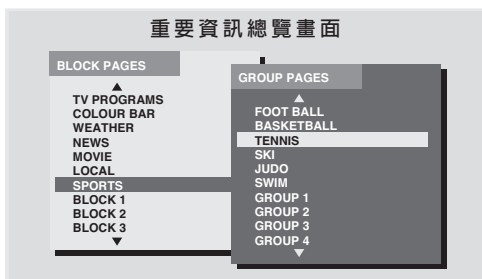 重要資訊總覽畫面
BLOCK PAGES
TV PROGRAMS
COLOUR BAR
WEATHER
NEWS
MOVIE
LOCAL
SPORTS
BLOCK 1
BLOCK 2
BLOCK 3
GROUP PAGES
FOOT BALL
BASKETBALL
TENNIS
SKI
JUDO
SWIM
GROUP 1
GROUP 2
GROUP 3
GROUP 4